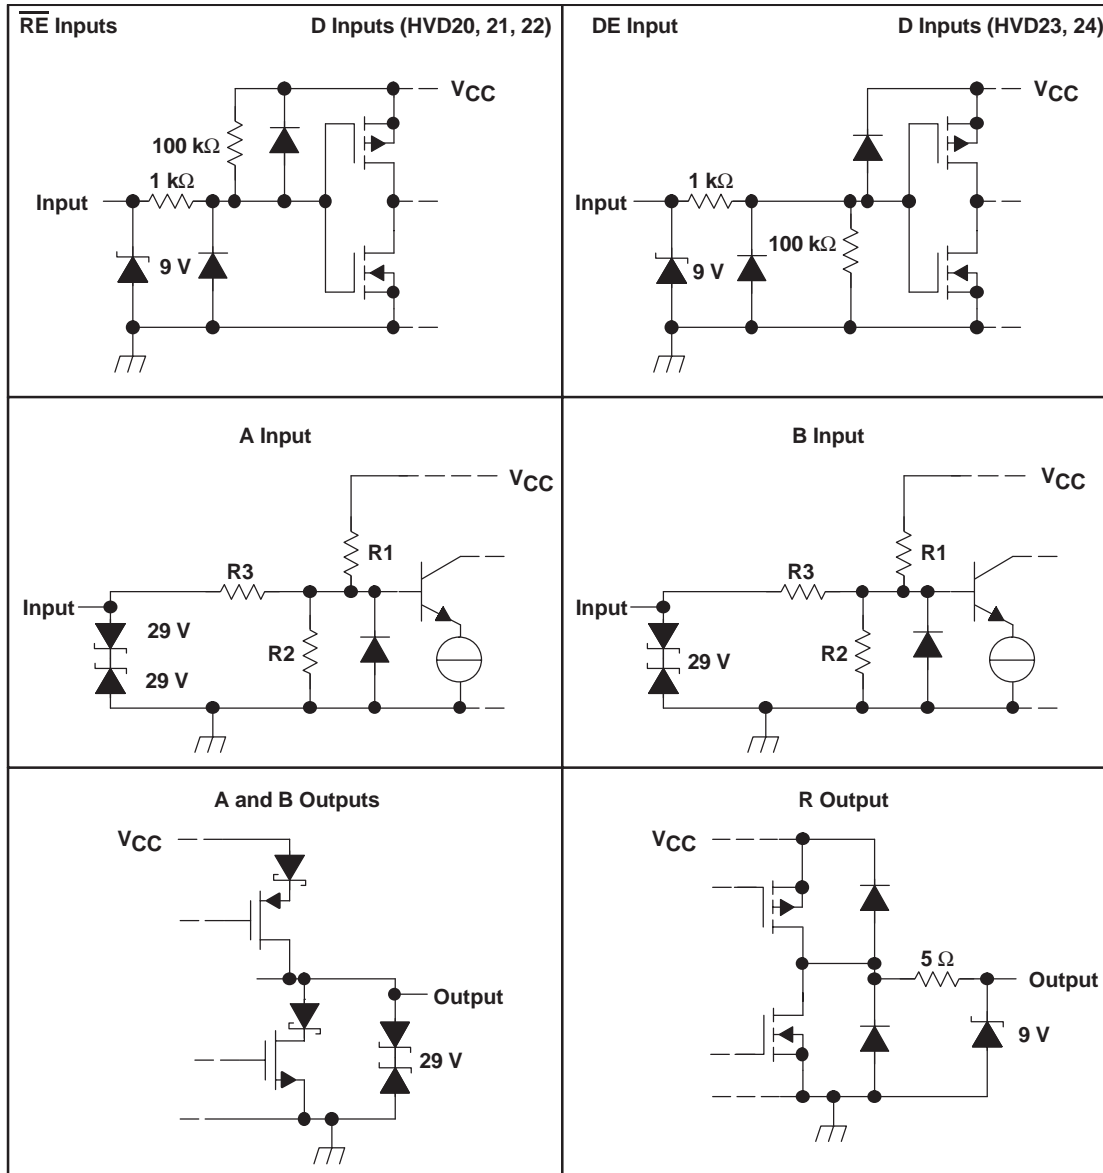 RE Inputs
D Inputs (HVD20, 21, 22)
VCC
100 kΩ
1 kΩ
Input
9 V
DE Input
D Inputs (HVD23, 24)
VCC
1 kΩ
Input
100 kΩ
9 V
A Input
VCC
R1
R3
Input
29 V
R2
29 V
B Input
VCC
R1
R3
Input
R2
29 V
A and B Outputs
VCC
Output
29 V
R Output
VCC
5 Ω
Output
9 V